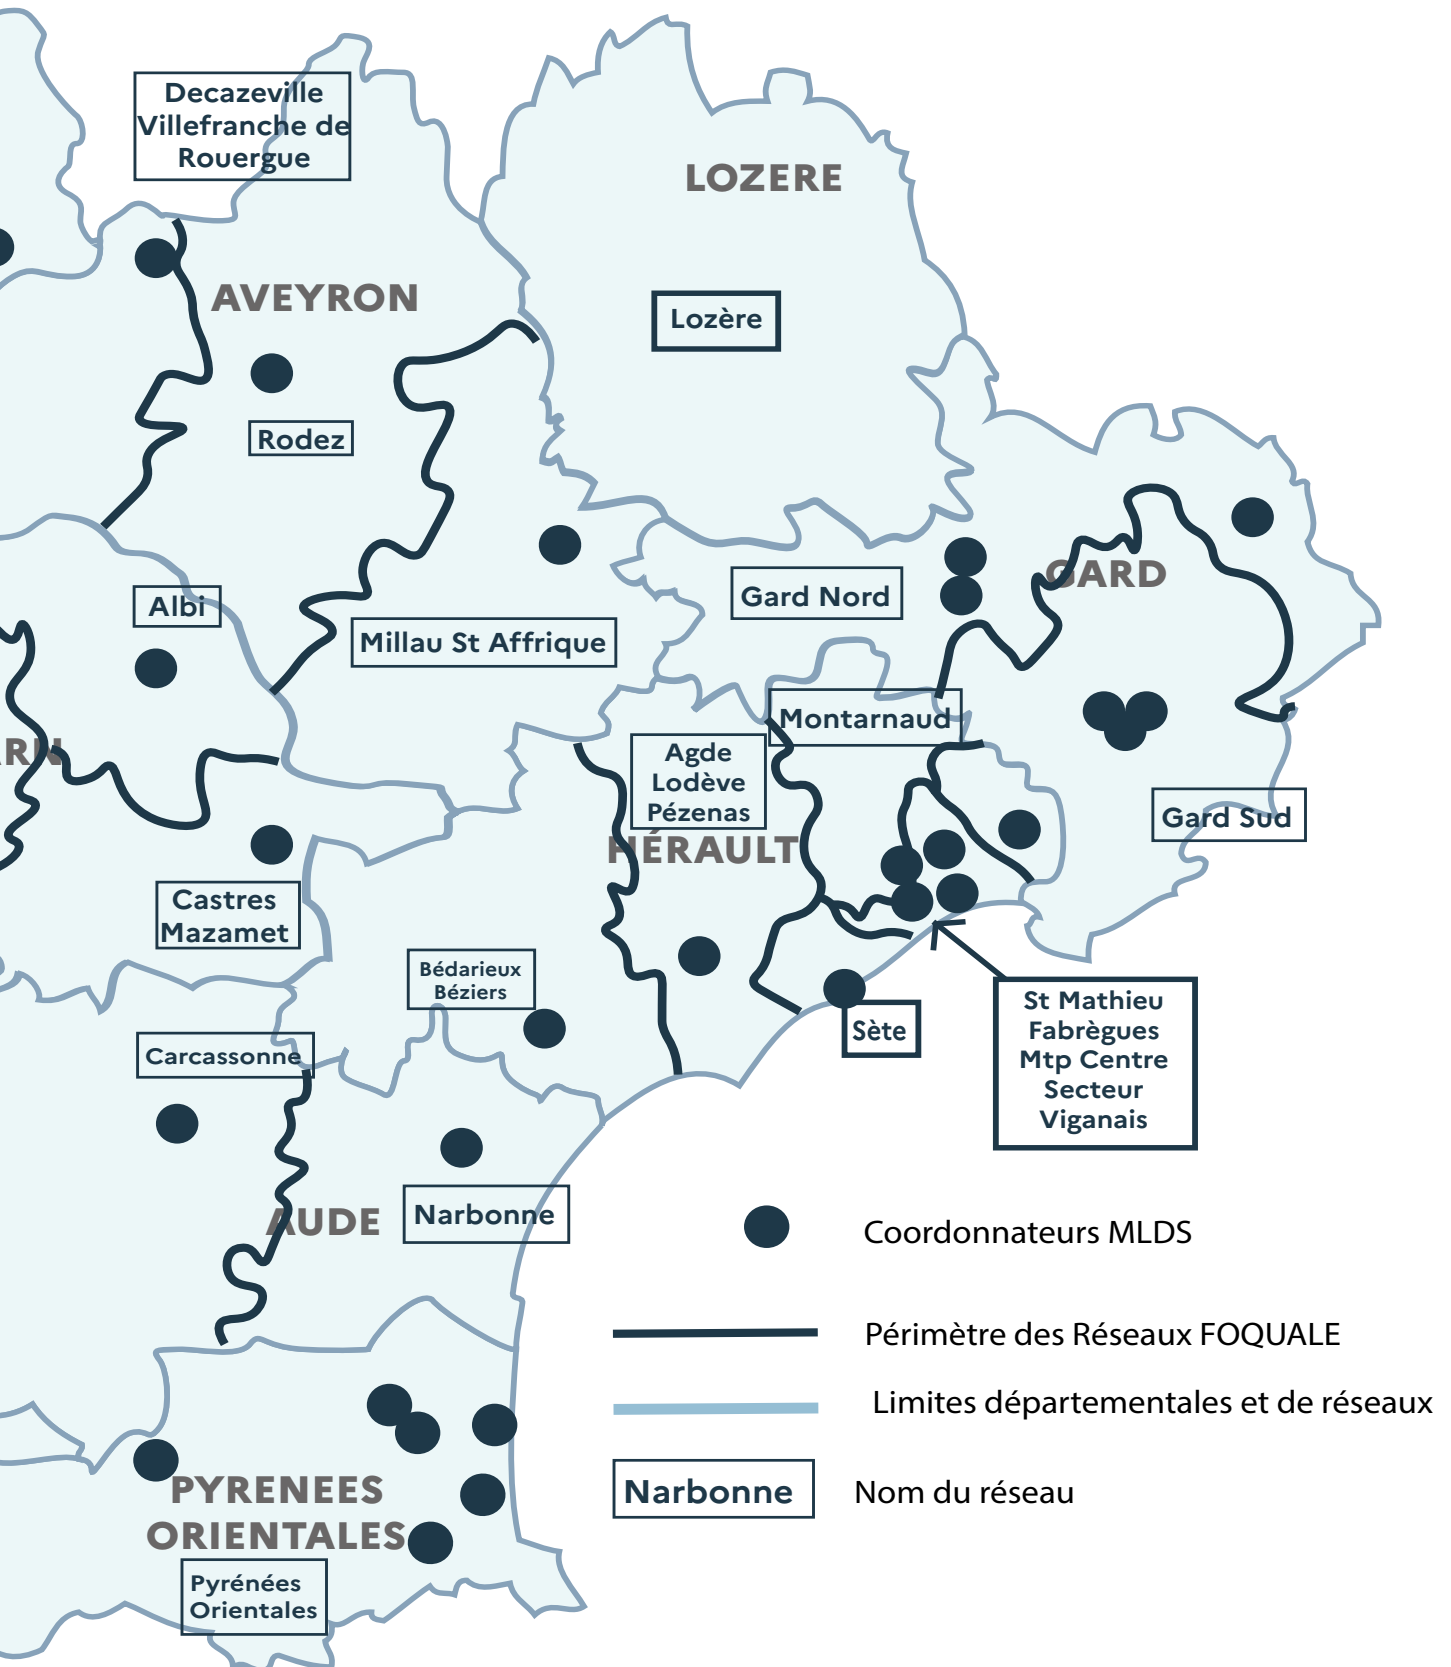 Decazeville
Villefranche de
Rouergue
LOZERE
AVEYRON
Lozère
Rodez
GARD
Albi
Gard Nord
Millau St Affrique
Montarnaud
RN
Agde
Lodève
Pézenas
Gard Sud
HÉRAULT
Castres
Mazamet
Bédarieux
Béziers
St Mathieu
Fabrègues
Mtp Centre
Secteur
Viganais
Sète
Carcassonne
AUDE
Narbonne
Coordonnateurs MLDS
Périmètre des Réseaux FOQUALE
Limites départementales et de réseaux
Narbonne
Nom du réseau
PYRENEES
ORIENTALES
Pyrénées
Orientales